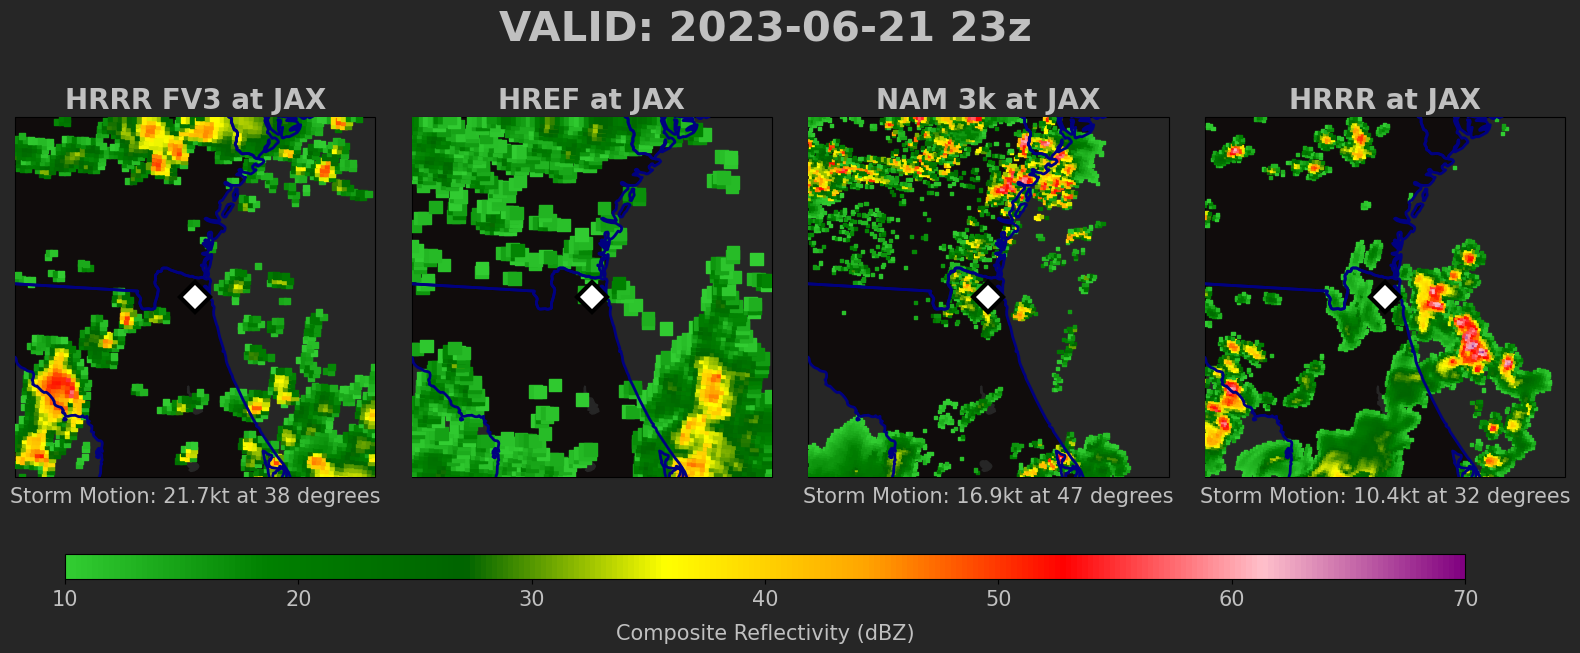 VALID: 2023-06-21 23z
HRRR FV3 at JAX
HREF at JAX
NAM 3k at JAX
HRRR at JAX
Storm Motion: 21.7kt at 38 degrees
Storm Motion: 16.9kt at 47 degrees
Storm Motion: 10.4kt at 32 degrees
10 20 30 40 50 60 70
Composite Reflectivity (dBZ)